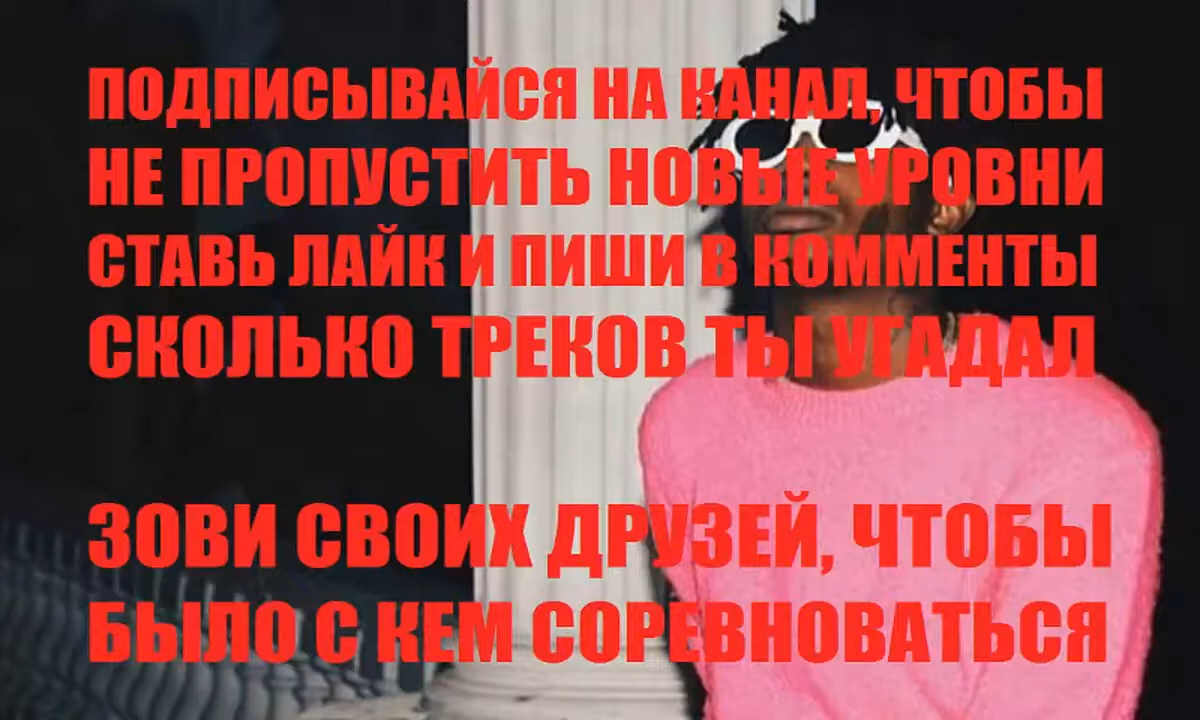 ПОДПИСЫВАЙСЯ НА КАНАЛ, ЧТОБЫ
НЕ ПРОПУСТИТЬ НОВЫЕ УРОВНИ
СТАВЬ ЛАЙК И ПИШИ В КОММЕНТЫ
СКОЛЬКО ТРЕКОВ ТЫ УГАДАЛ
ЗОВИ СВОИХ ДРУЗЕЙ, ЧТОБЫ
БЫЛО С КЕМ СОРЕВНОВАТЬСЯ